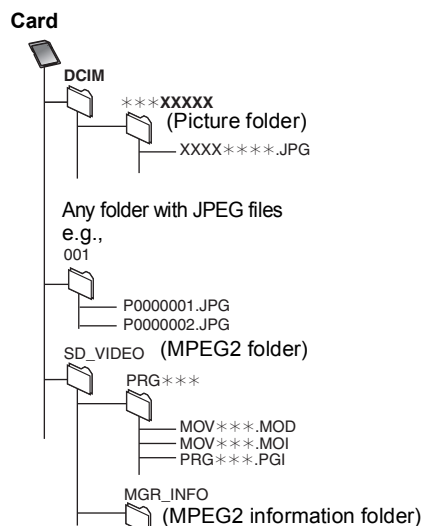 Card
DCIM
∗∗∗XXXXX
(Picture folder)
XXXX∗∗∗∗.JPG
Any folder with JPEG files
e.g.,
001
P0000001.JPG
P0000002.JPG
SD_VIDEO (MPEG2 folder)
PRG∗∗∗
MOV∗∗∗.MOD
MOV∗∗∗.MOI
PRG∗∗∗.PGI
MGR_INFO
(MPEG2 information folder)